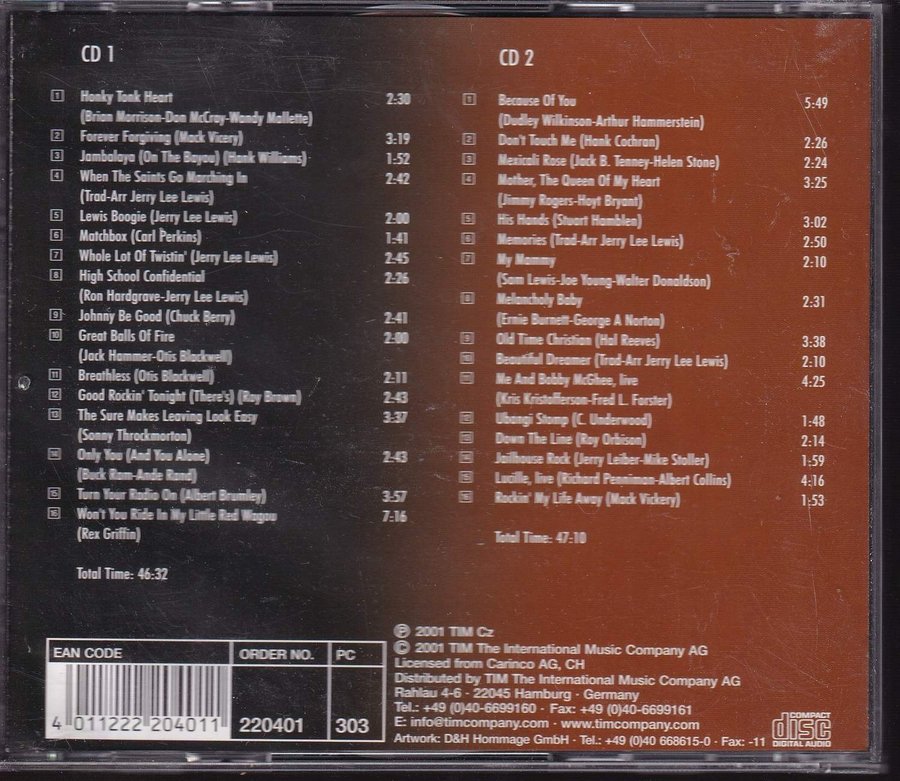 CD 1
1 Honky Tonk Heart 2:30
(Brian Morrison-Don McCray-Wandy Mallette)
2 Forever Forgiving (Mack Vicery) 3:19
3 Jambalaya (On The Bayou) (Hank Williams) 1:52
4 When The Saints Go Marching In 2:42
(Trad-Arr Jerry Lee Lewis)
5 Lewis Boogie (Jerry Lee Lewis) 2:00
6 Matchbox (Carl Perkins) 1:41
7 Whole Lot Of Twistin' (Jerry Lee Lewis) 2:45
8 High School Confidential 2:26
(Ron Hardgrave-Jerry Lee Lewis)
9 Johnny Be Good (Chuck Berry) 2:41
10 Great Balls Of Fire 2:00
(Jack Hammer-Otis Blackwell)
11 Breathless (Otis Blackwell) 2:11
12 Good Rockin' Tonight (There's) (Roy Brown) 2:43
13 The Sure Makes Leaving Look Easy 3:37
(Sonny Throckmorton)
14 Only You (And You Alone) 2:43
(Buck Ram-Ande Rand)
15 Turn Your Radio On (Albert Brumley) 3:57
16 Won't You Ride In My Little Red Wagou 7:16
(Rex Griffin)
Total Time: 46:32
CD 2
1 Because Of You 5:49
(Dudley Wilkinson-Arthur Hammerstein)
2 Don't Touch Me (Hank Cochran) 2:26
3 Mexicali Rose (Jack B. Tenney-Helen Stone) 2:24
4 Mother, The Queen Of My Heart 3:25
(Jimmy Rogers-Hoyt Bryant)
5 His Hands (Stuart Hamblen) 3:02
6 Memories (Trad-Arr Jerry Lee Lewis) 2:50
7 My Mammy 2:10
(Sam Lewis-Joe Young-Walter Donaldson)
8 Melancholy Baby 2:31
(Ernie Burnett-George A Norton)
9 Old Time Christian (Hal Reeves) 3:38
10 Beautiful Dreamer (Trad-Arr Jerry Lee Lewis) 2:10
11 Me And Bobby McGhee, live 4:25
(Kris Kristofferson-Fred L. Forster)
12 Ubangi Stomp (C. Underwood) 1:48
13 Down The Line (Roy Orbison) 2:14
14 Jailhouse Rock (Jerry Leiber-Mike Stoller) 1:59
15 Lucille, live (Richard Penniman-Albert Collins) 4:16
16 Rockin' My Life Away (Mack Vickery) 1:53
Total Time: 47:10
EAN CODE
4 011222 204011
ORDER NO.
220401
PC
303
℗ 2001 TIM Cz
© 2001 TIM The International Music Company AG
Licensed from Carinco AG, CH
Distributed by TIM The International Music Company AG
Rahlau 4-6 · 22045 Hamburg · Germany
Tel.: +49 (0)40-6699160 · Fax: +49 (0)40-6699161
E: info@timcompany.com · www.timcompany.com
Artwork: D&H Hommage GmbH · Tel.: +49 (0)40 668615-0 · Fax: -11
COMPACT
disc
DIGITAL AUDIO